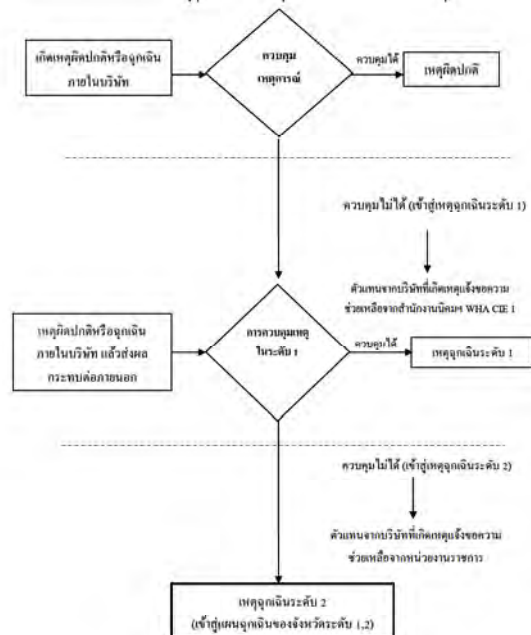 เกิดเหตุผิดปกติหรือฉุกเฉิน
ภายในบริษัท
ควบคุม
เหตุการณ์
ควบคุมได้
เหตุผิดปกติ
ควบคุมไม่ได้ (เข้าสู่เหตุฉุกเฉินระดับ 1)
ตัวแทนจากบริษัทที่เกิดเหตุแจ้งขอความ
ช่วยเหลือจากสำนักงานนิคมฯ WHA CIE 1
เหตุผิดปกติหรือฉุกเฉิน
ภายในบริษัท แล้วส่งผล
กระทบต่อภายนอก
การควบคุมเหตุ
ในระดับ 1
ควบคุมได้
เหตุฉุกเฉินระดับ 1
ควบคุมไม่ได้ (เข้าสู่เหตุฉุกเฉินระดับ 2)
ตัวแทนจากบริษัทที่เกิดเหตุแจ้งขอความ
ช่วยเหลือจากหน่วยงานราชการ
เหตุฉุกเฉินระดับ 2
(เข้าสู่แผนฉุกเฉินของจังหวัดระดับ 1,2)